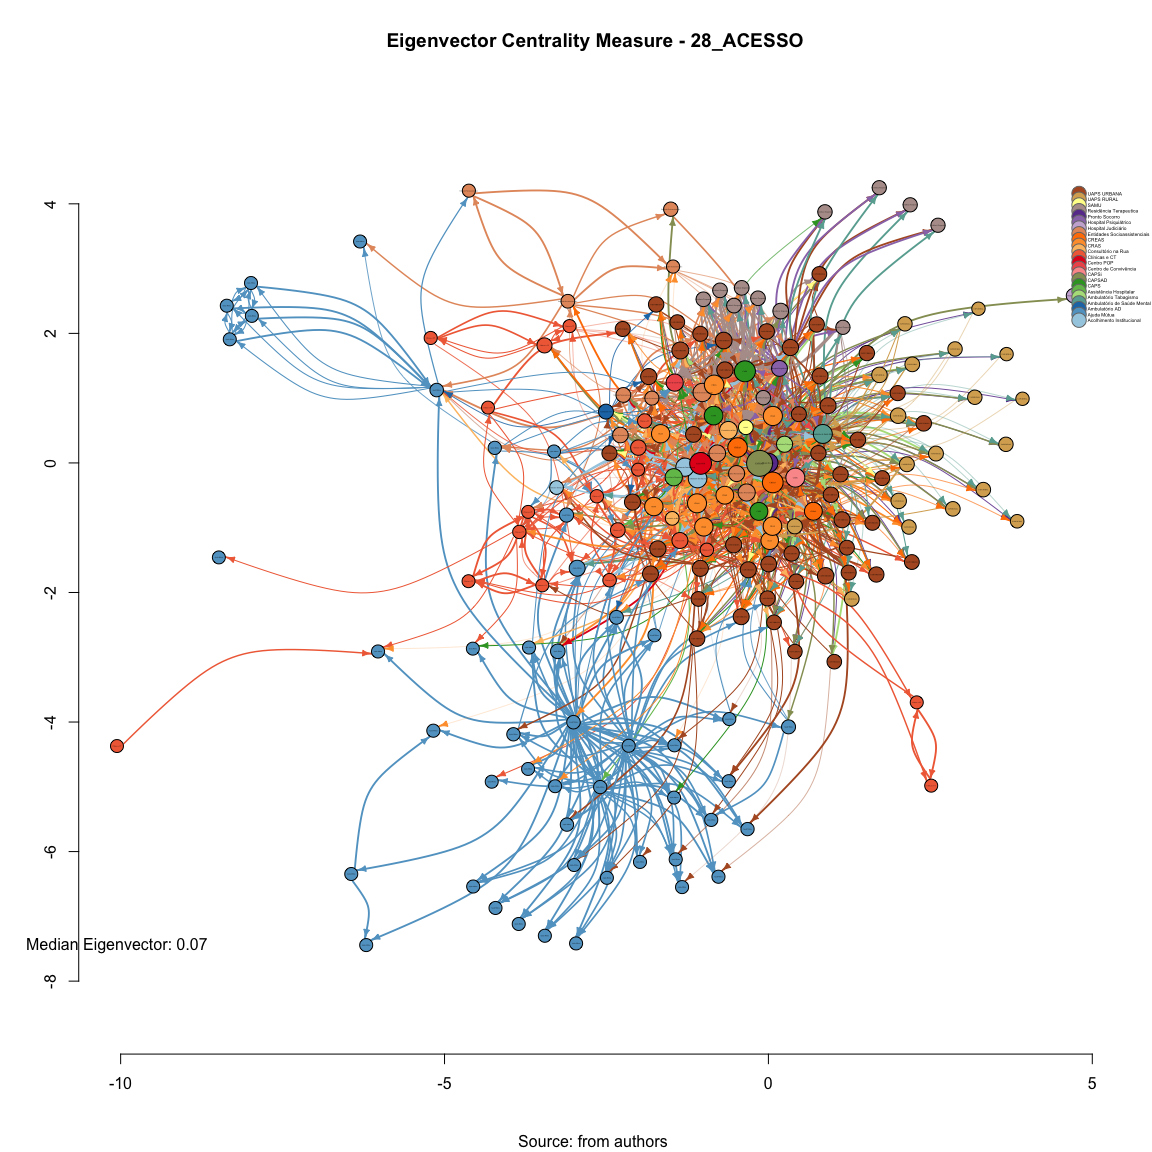 Eigenvector Centrality Measure - 28_ACESSO
4
2
0
-2
-4
-6
-8
UAPS URBANA
UAPS RURAL
SAMU
Residência Terapeutica
Pronto Socorro
Hospital Psiquiátrico
Hospital Judiciário
Entidades Socioassistenciais
CREAS
CRAS
Consultório na Rua
Clínicas e CT
Centro POP
Centro de Convivência
CAPSi
CAPSAD
CAPS
Assistência Hospitalar
Ambulatório Tabagismo
Ambulatório de Saúde Mental
Ambulatório AD
Ajuda Mútua
Acolhimento Institucional
Median Eigenvector: 0.07
-10
-5
0
5
Source: from authors